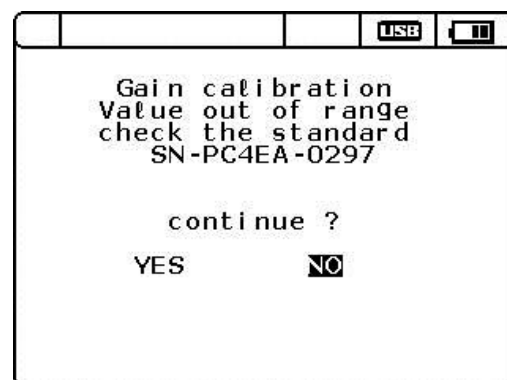 USB
Gain calibration
Value out of range
check the standard
SN-PC4EA-0297
continue ?
YES NO